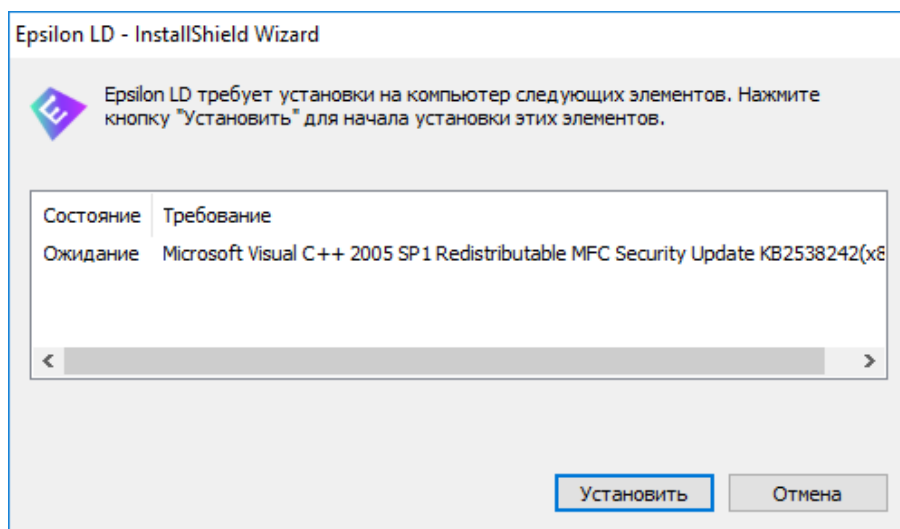 Epsilon LD - InstallShield Wizard
Epsilon LD требует установки на компьютер следующих элементов. Нажмите
кнопку "Установить" для начала установки этих элементов.
Состояние Требование
Ожидание Microsoft Visual C++ 2005 SP1 Redistributable MFC Security Update KB2538242(x8
Установить Отмена